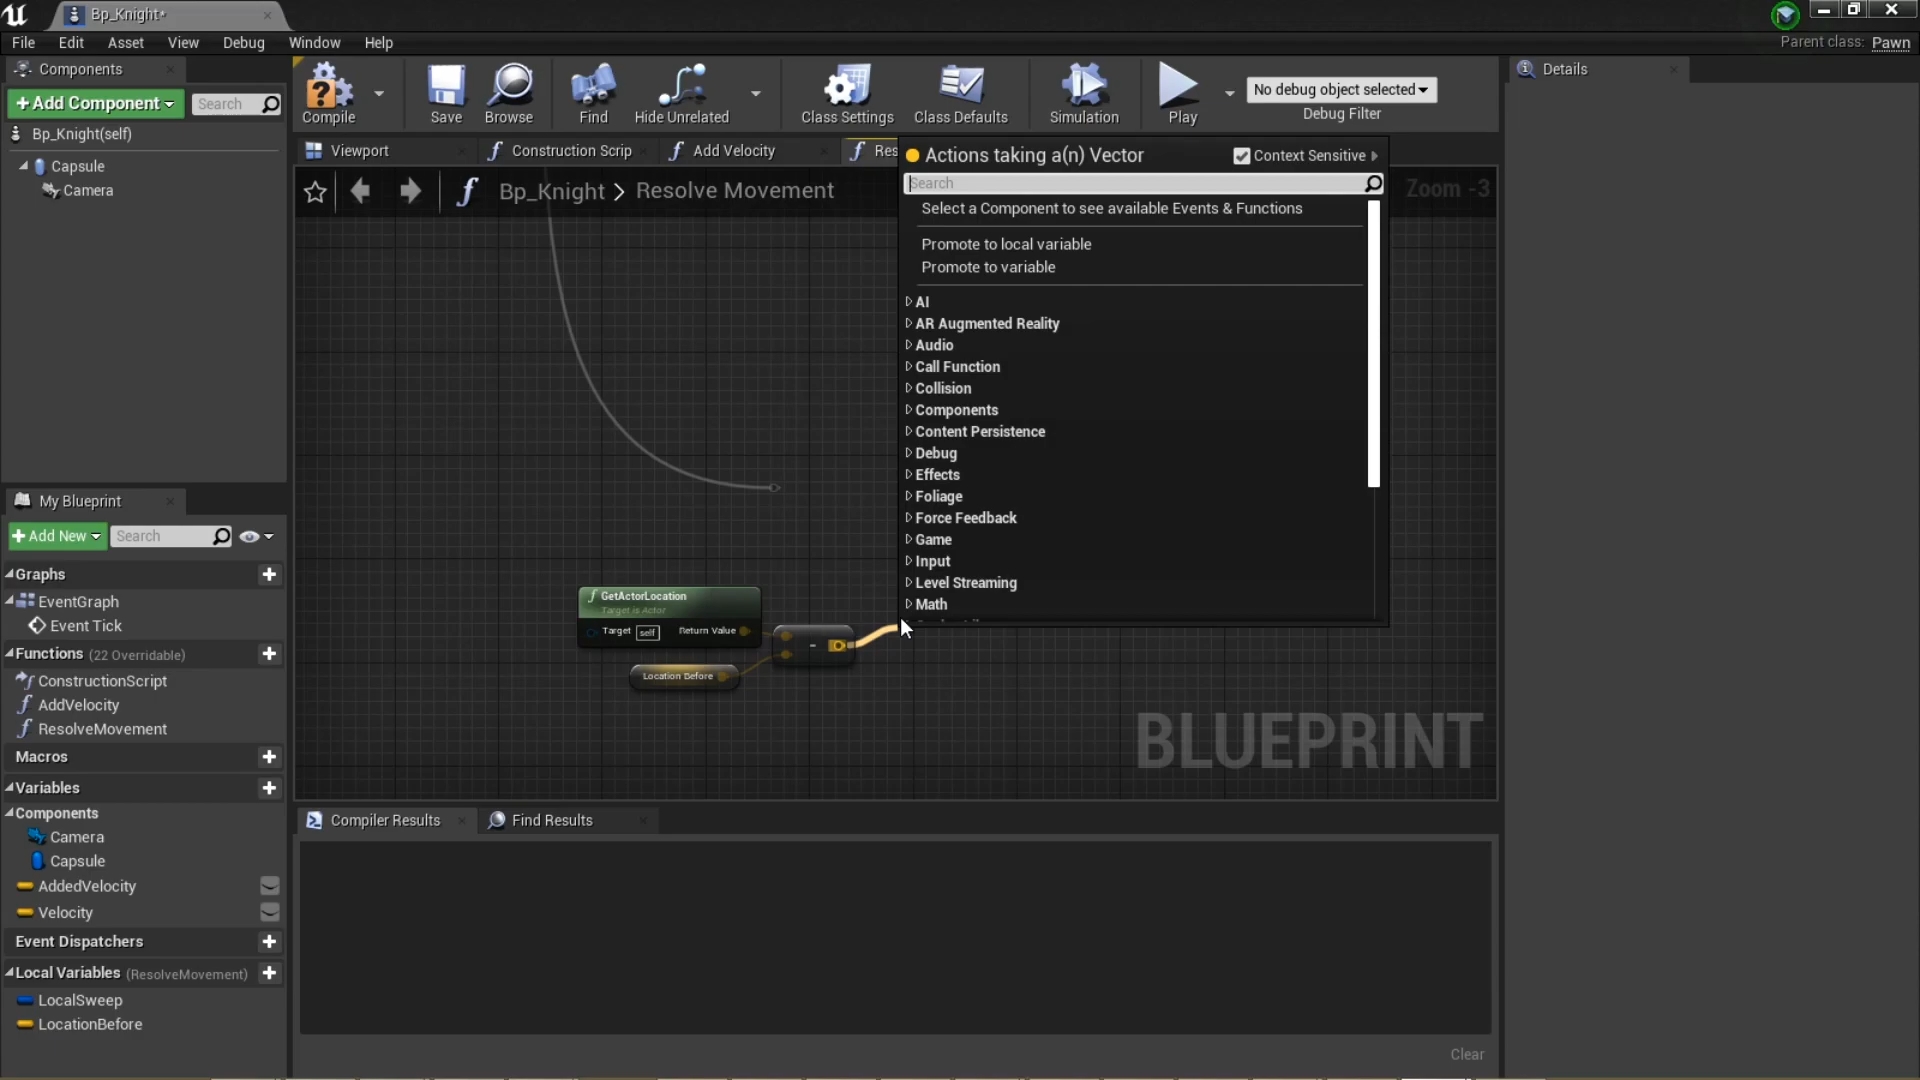 Bp_Knight*
File Edit Asset View Debug Window Help
Parent class: Pawn
Components
+ Add Component
Search
Bp_Knight(self)
Capsule
Camera
Compile
Save
Browse
Find
Hide Unrelated
Class Settings
Class Defaults
Simulation
Play
No debug object selected
Debug Filter
Details
Viewport
Construction Scrip
Add Velocity
Res
Bp_Knight > Resolve Movement
Zoom -3
Actions taking a(n) Vector
Context Sensitive
Search
Select a Component to see available Events & Functions
Promote to local variable
Promote to variable
AI
AR Augmented Reality
Audio
Call Function
Collision
Components
Content Persistence
Debug
Effects
Foliage
Force Feedback
Game
Input
Level Streaming
Math
GetActorLocation
Target is Actor
Target self Return Value
-
Location Before
BLUEPRINT
My Blueprint
+ Add New
Search
Graphs
EventGraph
Event Tick
Functions (22 Overridable)
ConstructionScript
AddVelocity
ResolveMovement
Macros
Variables
Components
Camera
Capsule
AddedVelocity
Velocity
Event Dispatchers
Local Variables (ResolveMovement)
LocalSweep
LocationBefore
Compiler Results
Find Results
Clear